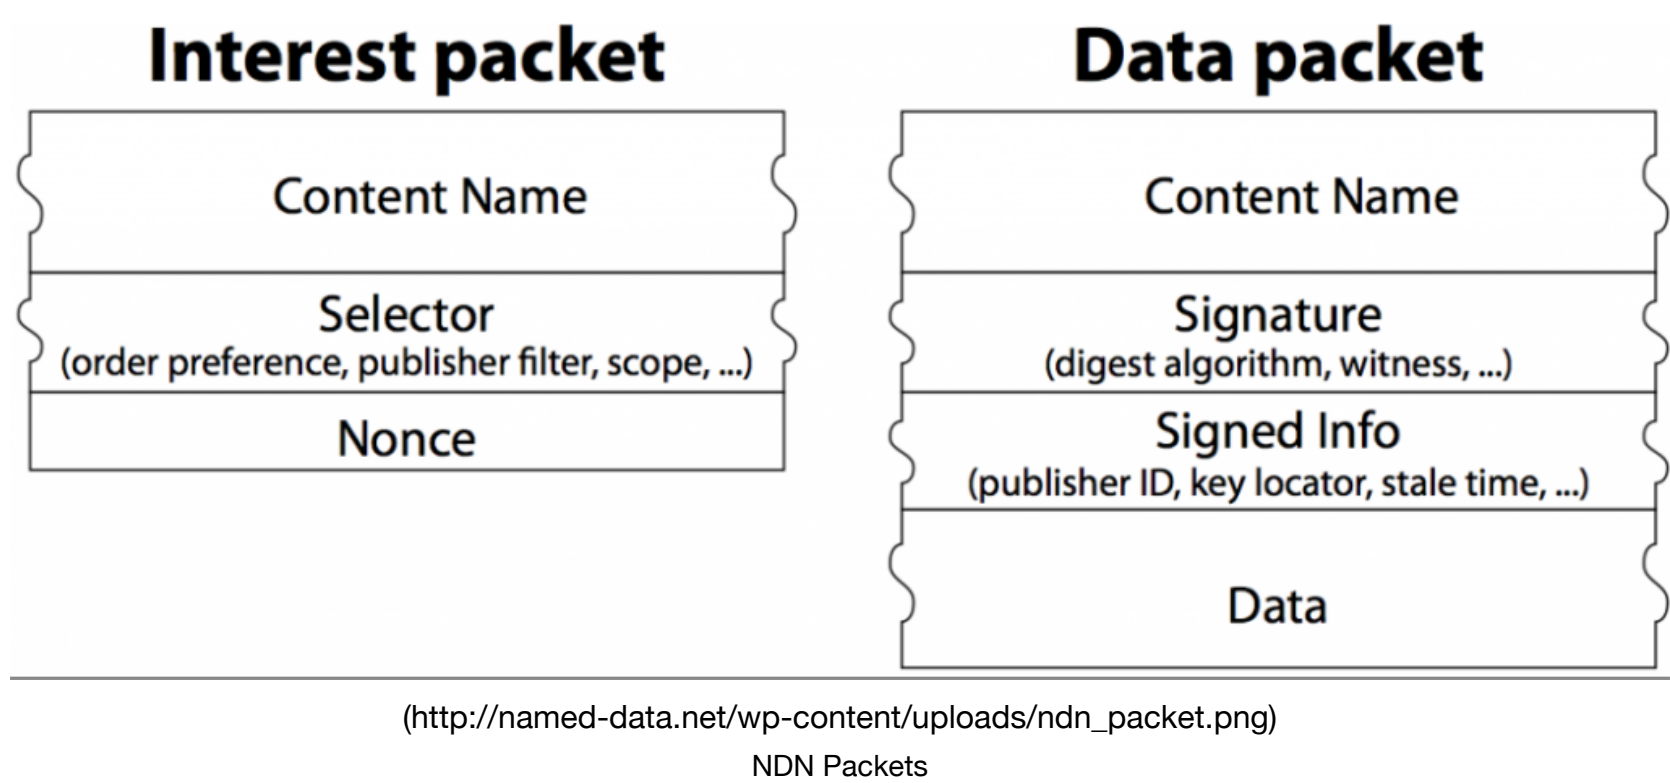 Interest packet
Content Name
Selector
(order preference, publisher filter, scope, ...)
Nonce
Data packet
Content Name
Signature
(digest algorithm, witness, ...)
Signed Info
(publisher ID, key locator, stale time, ...)
Data
(http://named-data.net/wp-content/uploads/ndn_packet.png)
NDN Packets